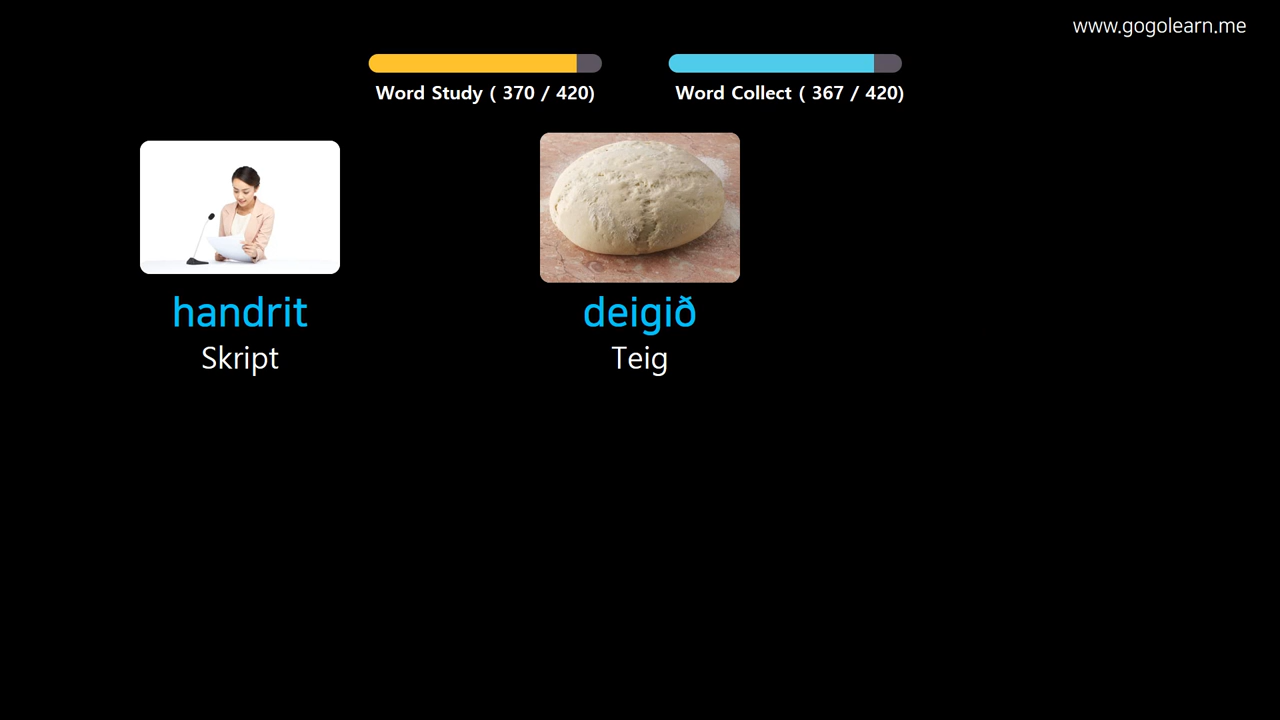 www.gogolearn.me
Word Study ( 370 / 420)
Word Collect ( 367 / 420)
handrit
Skript
deigið
Teig